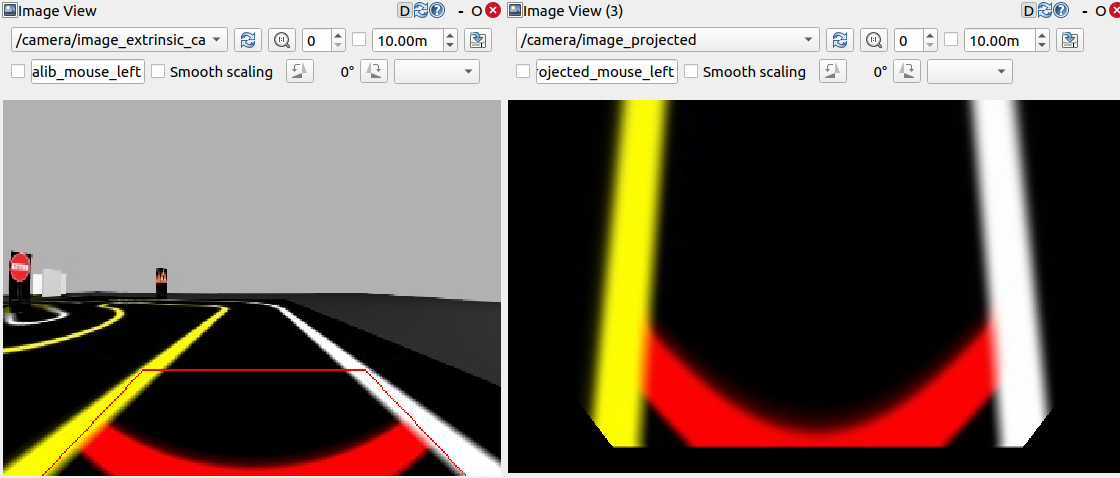 Image View
D
- O
/camera/image_extrinsic_ca
0
10.00m
alib_mouse_left
Smooth scaling
0°
Image View (3)
D
- O
/camera/image_projected
0
10.00m
rojected_mouse_left
Smooth scaling
0°